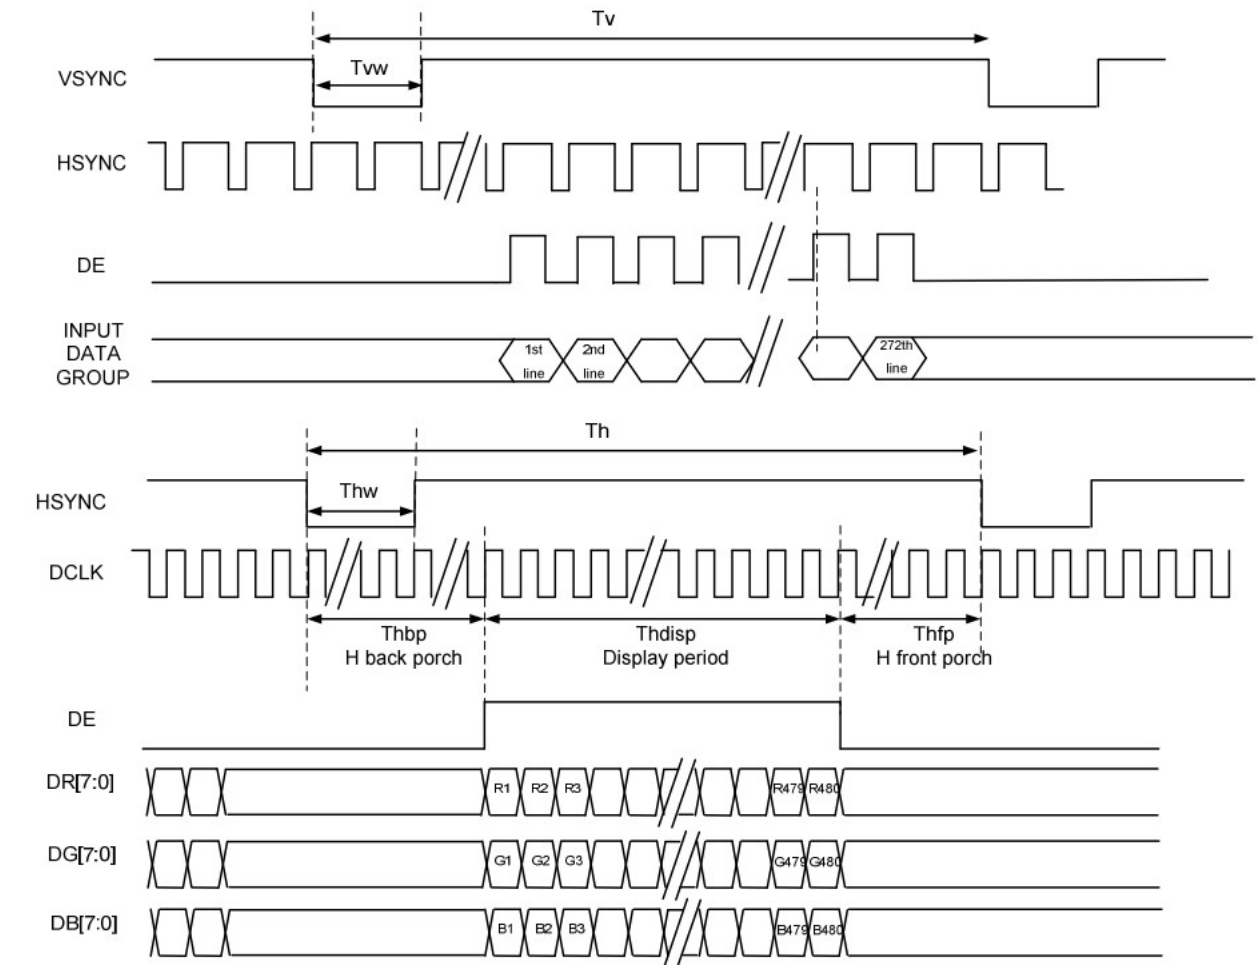 Tv
Tvw
VSYNC
HSYNC
DE
INPUT
DATA
GROUP
1st
line
2nd
line
272th
line
Th
Thw
HSYNC
DCLK
Thbp
H back porch
Thdisp
Display period
Thfp
H front porch
DE
DR[7:0]
R1 R2 R3 R479 R480
DG[7:0]
G1 G2 G3 G479 G480
DB[7:0]
B1 B2 B3 B479 B480